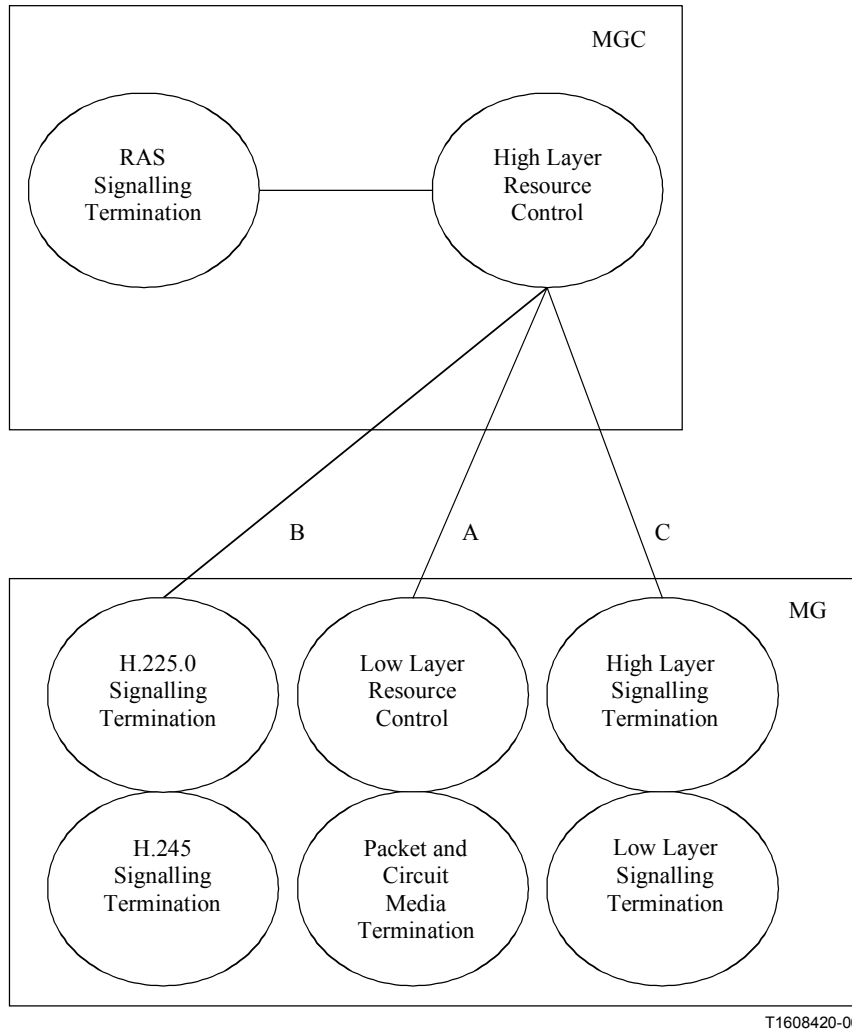 MGC
RAS
Signalling
Termination
High Layer
Resource
Control
B
A
C
MG
H.225.0
Signalling
Termination
Low Layer
Resource
Control
High Layer
Signalling
Termination
H.245
Signalling
Termination
Packet and
Circuit
Media
Termination
Low Layer
Signalling
Termination